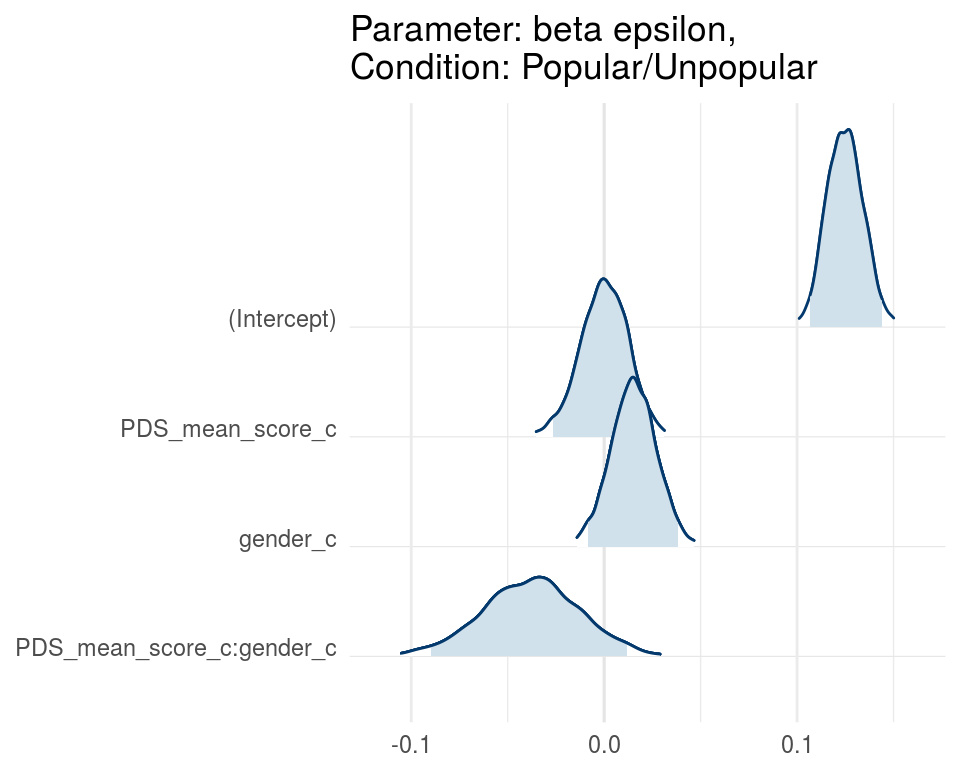 Parameter: beta epsilon,
Condition: Popular/Unpopular
(Intercept)
PDS_mean_score_c
gender_c
PDS_mean_score_c:gender_c
-0.1 0.0 0.1